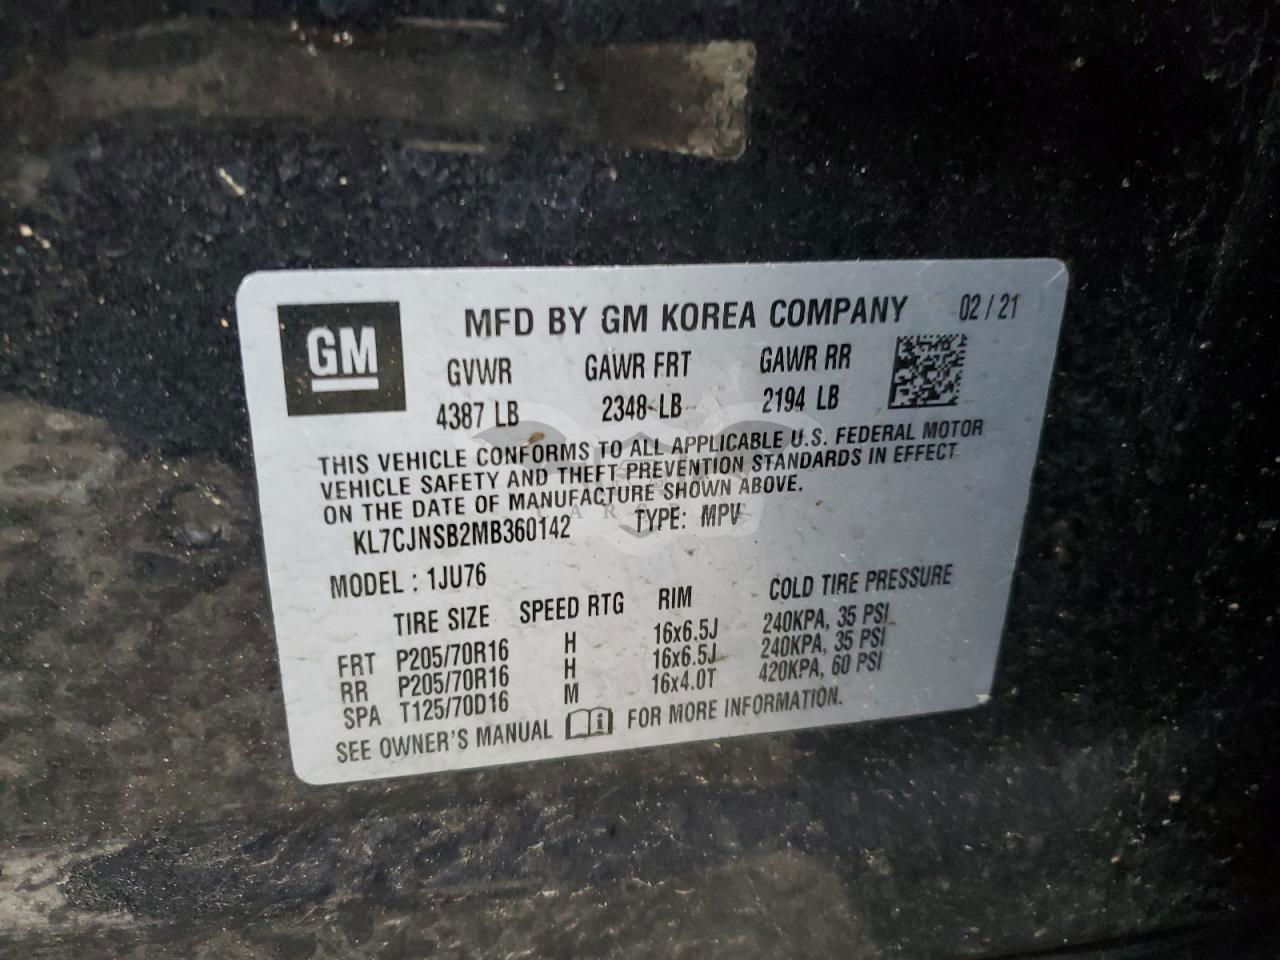 GM
MFD BY GM KOREA COMPANY 02 / 21
GVWR GAWR FRT GAWR RR
4387 LB 2348 LB 2194 LB
THIS VEHICLE CONFORMS TO ALL APPLICABLE U.S. FEDERAL MOTOR
VEHICLE SAFETY AND THEFT PREVENTION STANDARDS IN EFFECT
ON THE DATE OF MANUFACTURE SHOWN ABOVE.
KL7CJNSB2MB360142 TYPE: MPV
MODEL : 1JU76
TIRE SIZE SPEED RTG RIM COLD TIRE PRESSURE
FRT P205/70R16 H 16x6.5J 240KPA, 35 PSI
RR P205/70R16 H 16x6.5J 240KPA, 35 PSI
SPA T125/70D16 M 16x4.0T 420KPA, 60 PSI
SEE OWNER'S MANUAL FOR MORE INFORMATION.